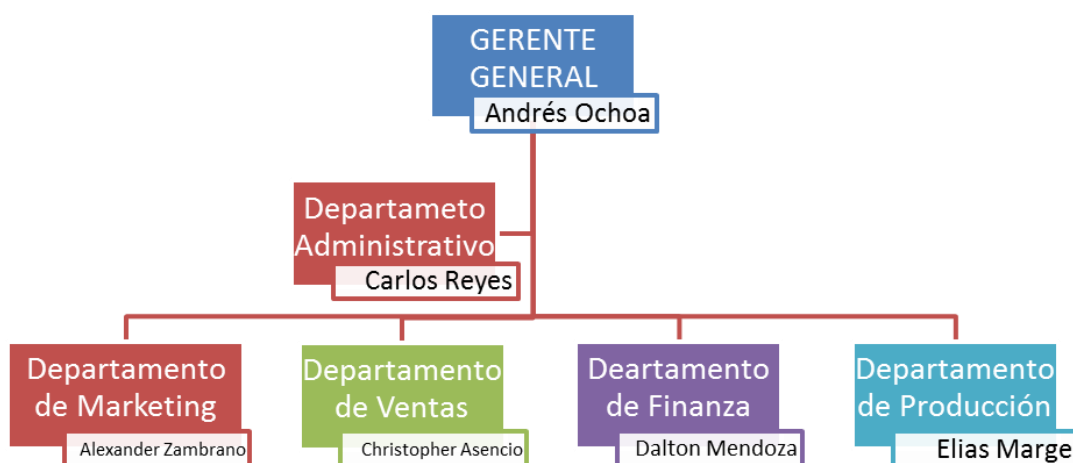 GERENTE
GENERAL
Andrés Ochoa
Departameto
Administrativo
Carlos Reyes
Departamento
de Marketing
Alexander Zambrano
Departamento
de Ventas
Christopher Asencio
Deartamento
de Finanza
Dalton Mendoza
Departamento
de Producción
Elias Marge